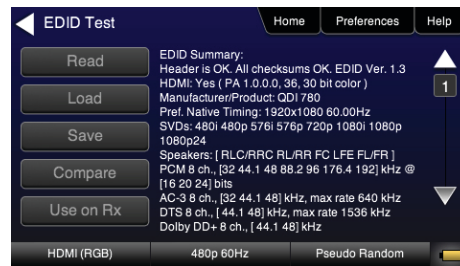 EDID Test
Home
Preferences
Help
Read
Load
Save
Compare
Use on Rx
EDID Summary:
Header is OK. All checksums OK. EDID Ver. 1.3
HDMI: Yes ( PA 1.0.0.0, 36, 30 bit color )
Manufacturer/Product: QDI 780
Pref. Native Timing: 1920x1080 60.00Hz
SVDs: 480i 480p 576i 576p 720p 1080i 1080p
1080p24
Speakers: [ RLC/RRC RL/RR FC LFE FL/FR ]
PCM 8 ch., [32 44.1 48 88.2 96 176.4 192] kHz @
[16 20 24] bits
AC-3 8 ch., [32 44.1 48] kHz, max rate 640 kHz
DTS 8 ch., [ 44.1 48] kHz, max rate 1536 kHz
Dolby DD+ 8 ch., [ 44.1 48] kHz
1
HDMI (RGB)
480p 60Hz
Pseudo Random